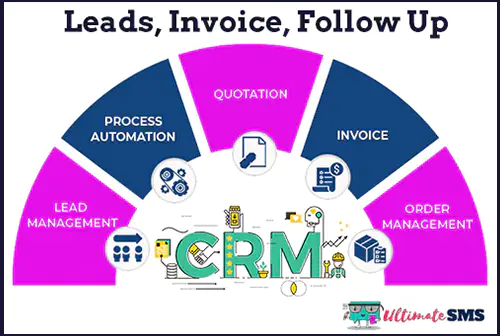 Leads, Invoice, Follow Up
QUOTATION
PROCESS
AUTOMATION
INVOICE
LEAD
MANAGEMENT
ORDER
MANAGEMENT
$
CRM
Ultimate SMS